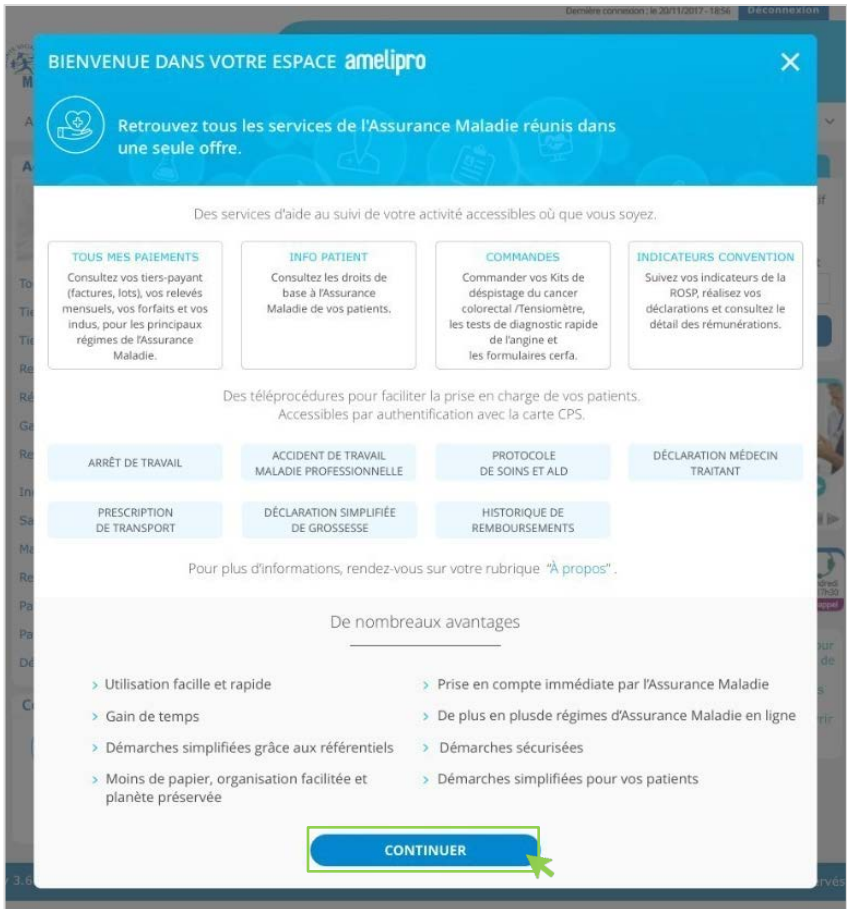 Dernière connexion : le 20/11/2017 - 18:56 Déconnexion
BIENVENUE DANS VOTRE ESPACE amelipro
Retrouvez tous les services de l'Assurance Maladie réunis dans
une seule offre.
Des services d'aide au suivi de votre activité accessibles où que vous soyez.
TOUS MES PAIEMENTS
Consultez vos tiers-payant
(factures, lots), vos relevés
mensuels, vos forfaits et vos
indus, pour les principaux
régimes de l'Assurance
Maladie.
INFO PATIENT
Consultez les droits de
base à l'Assurance
Maladie de vos patients.
COMMANDES
Commander vos Kits de
déspistage du cancer
colorectal /Tensiomètre,
les tests de diagnostic rapide
de l'angine et
les formulaires cerfa.
INDICATEURS CONVENTION
Suivez vos indicateurs de la
ROSP, réalisez vos
déclarations et consultez le
détail des rémunérations.
Des téléprocédures pour faciliter la prise en charge de vos patients.
Accessibles par authentification avec la carte CPS.
ARRÊT DE TRAVAIL
ACCIDENT DE TRAVAIL
MALADIE PROFESSIONNELLE
PROTOCOLE
DE SOINS ET ALD
DÉCLARATION MÉDECIN
TRAITANT
PRESCRIPTION
DE TRANSPORT
DÉCLARATION SIMPLIFIÉE
DE GROSSESSE
HISTORIQUE DE
REMBOURSEMENTS
Pour plus d'informations, rendez-vous sur votre rubrique "À propos" .
De nombreaux avantages
> Utilisation facille et rapide
> Gain de temps
> Démarches simplifiées grâce aux référentiels
> Moins de papier, organisation facilitée et
planète préservée
> Prise en compte immédiate par l'Assurance Maladie
> De plus en plusde régimes d'Assurance Maladie en ligne
> Démarches sécurisées
> Démarches simplifiées pour vos patients
CONTINUER